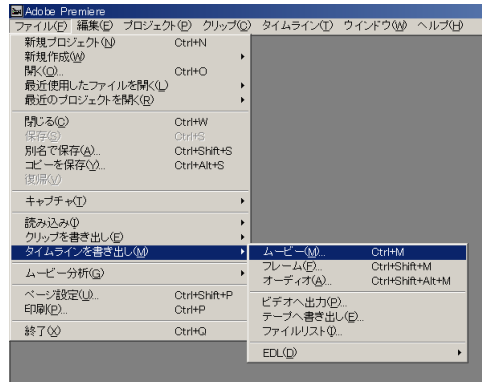 Adobe Premiere
ファイル(F) 編集(E) プロジェクト(P) クリップ(C) タイムライン(T) ウインドウ(W) ヘルプ(H)
新規プロジェクト(N) Ctrl+N
新規作成(W)
開く(O)... Ctrl+O
最近使用したファイルを開く(L)
最近のプロジェクトを開く(R)
閉じる(C) Ctrl+W
保存(S) Ctrl+S
別名で保存(A)... Ctrl+Shift+S
コピーを保存(Y)... Ctrl+Alt+S
復帰(V)
キャプチャ(T)
読み込み(I)
クリップを書き出し(E)
タイムラインを書き出し(M)
ムービー(M)... Ctrl+M
フレーム(F)... Ctrl+Shift+M
オーディオ(A)... Ctrl+Shift+Alt+M
ビデオへ出力(P)...
テープへ書き出し(E)...
ファイルリスト(I)...
EDL(D)
ムービー分析(G)
ページ設定(U)... Ctrl+Shift+P
印刷(P)... Ctrl+P
終了(X) Ctrl+Q